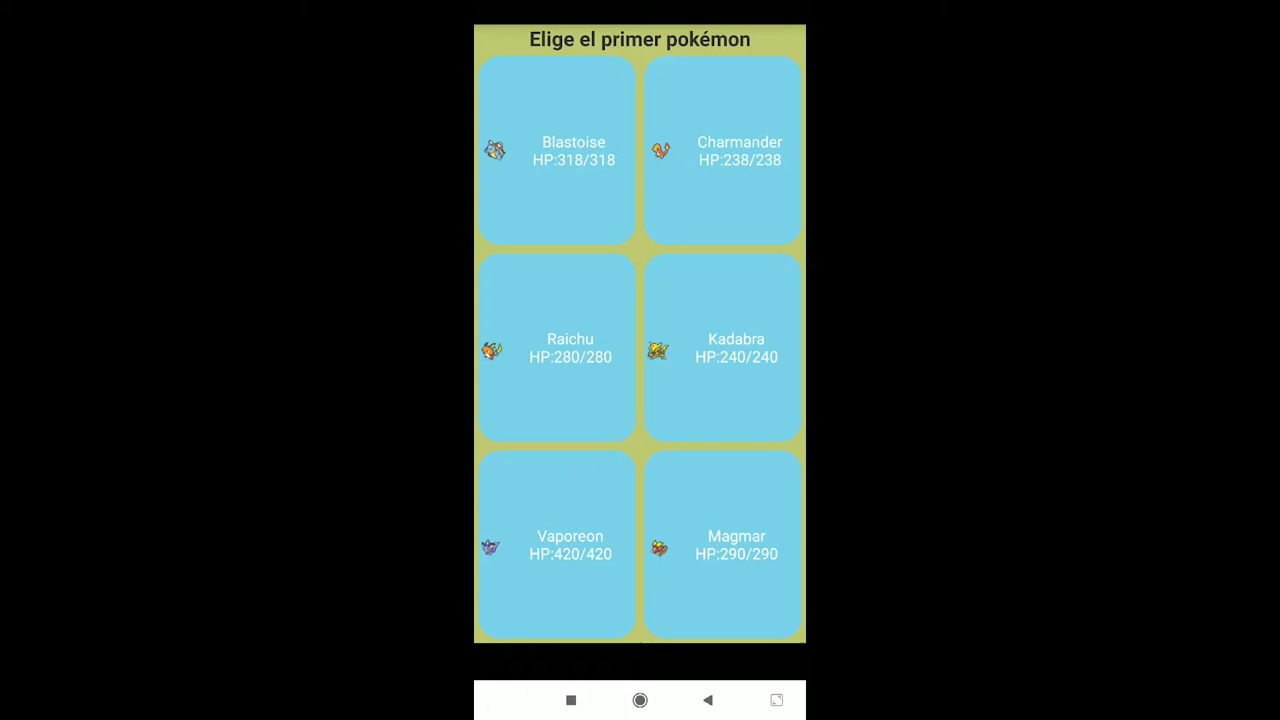 Elige el primer pokémon
Blastoise
HP:318/318
Charmander
HP:238/238
Raichu
HP:280/280
Kadabra
HP:240/240
Vaporeon
HP:420/420
Magmar
HP:290/290